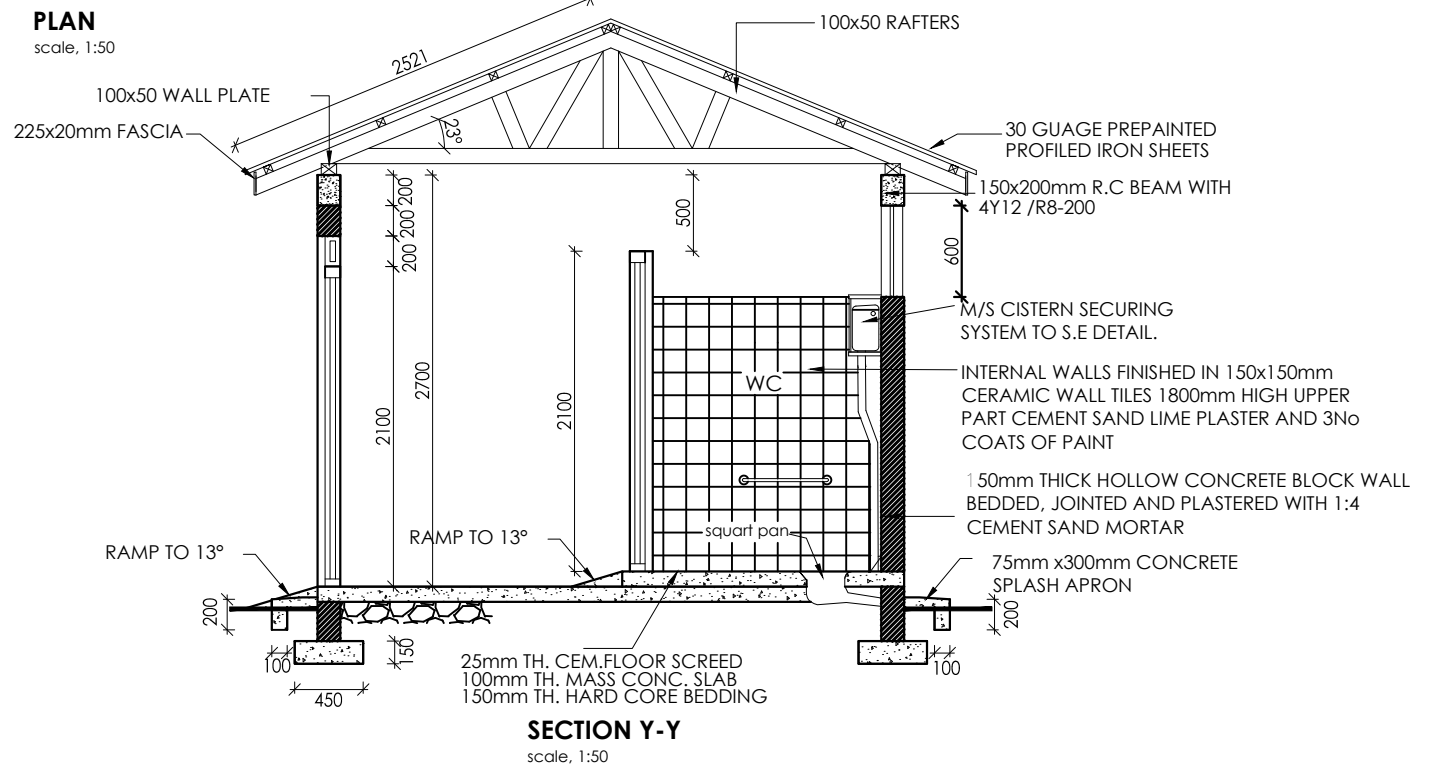 PLAN
scale, 1:50
2521
100x50 RAFTERS
100x50 WALL PLATE
225x20mm FASCIA
23°
30 GUAGE PREPAINTED
PROFILED IRON SHEETS
150x200mm R.C BEAM WITH
4Y12 /R8-200
200
200
200
500
600
2100
2700
2100
M/S CISTERN SECURING
SYSTEM TO S.E DETAIL.
WC
INTERNAL WALLS FINISHED IN 150x150mm
CERAMIC WALL TILES 1800mm HIGH UPPER
PART CEMENT SAND LIME PLASTER AND 3No
COATS OF PAINT
150mm THICK HOLLOW CONCRETE BLOCK WALL
BEDDED, JOINTED AND PLASTERED WITH 1:4
CEMENT SAND MORTAR
squart pan
RAMP TO 13°
RAMP TO 13°
75mm x300mm CONCRETE
SPLASH APRON
200
200
100
150
100
450
25mm TH. CEM.FLOOR SCREED
100mm TH. MASS CONC. SLAB
150mm TH. HARD CORE BEDDING
SECTION Y-Y
scale, 1:50